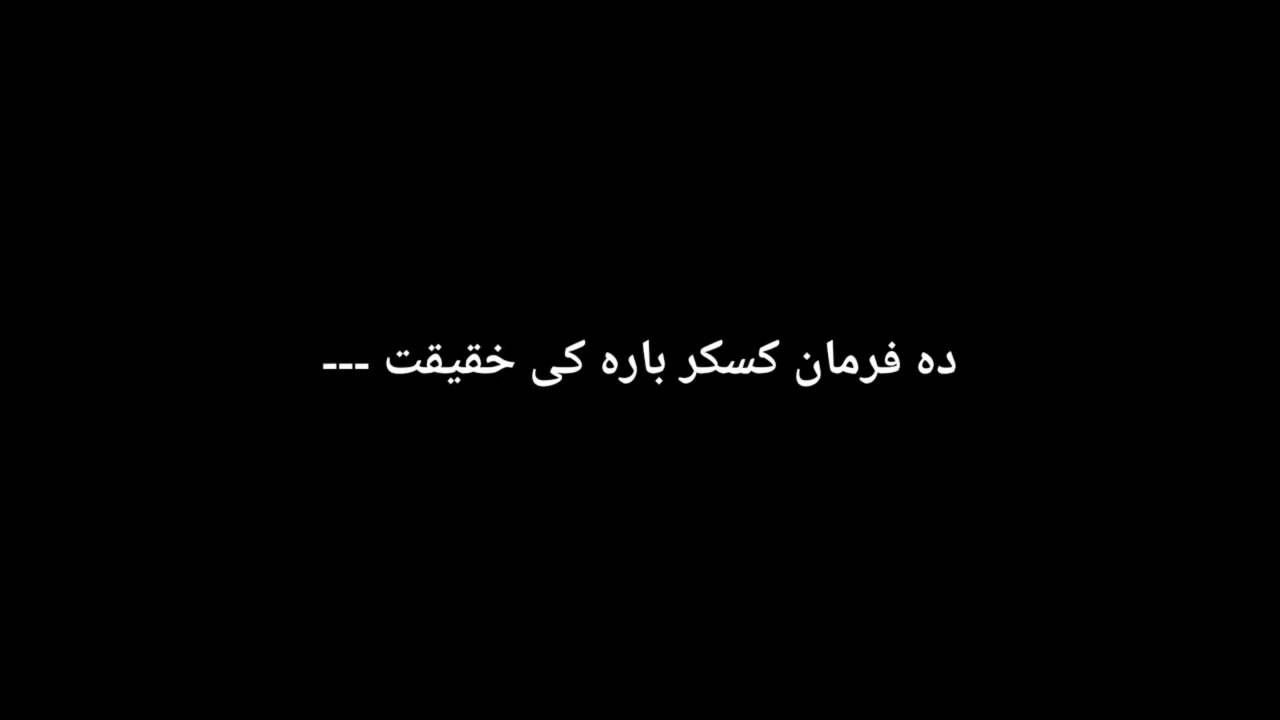 ده فرمان کسکر باره کی خقیقت ---